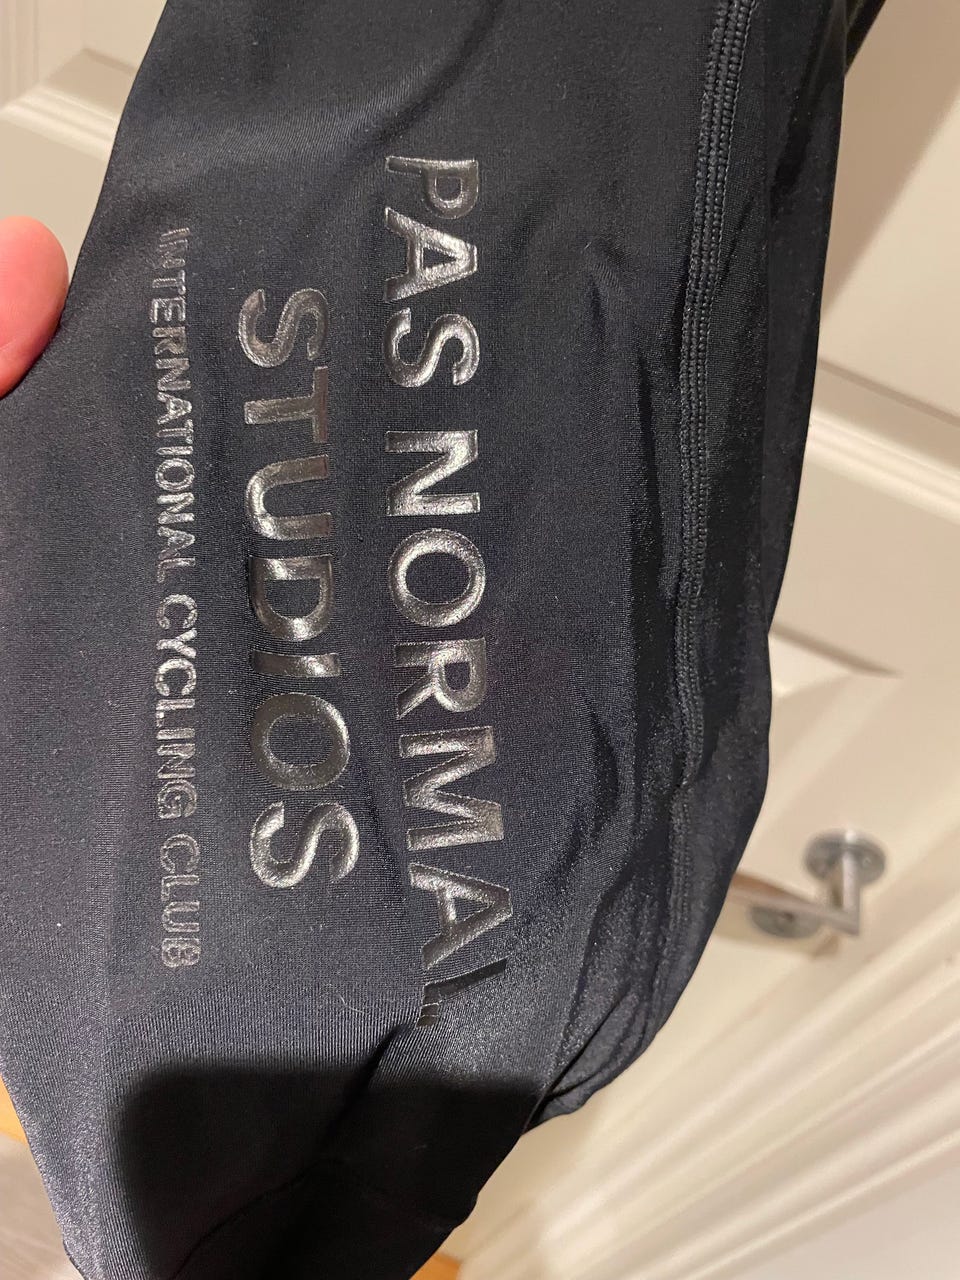 PAS NORMAL
STUDIOS
INTERNATIONAL CYCLING CLUB